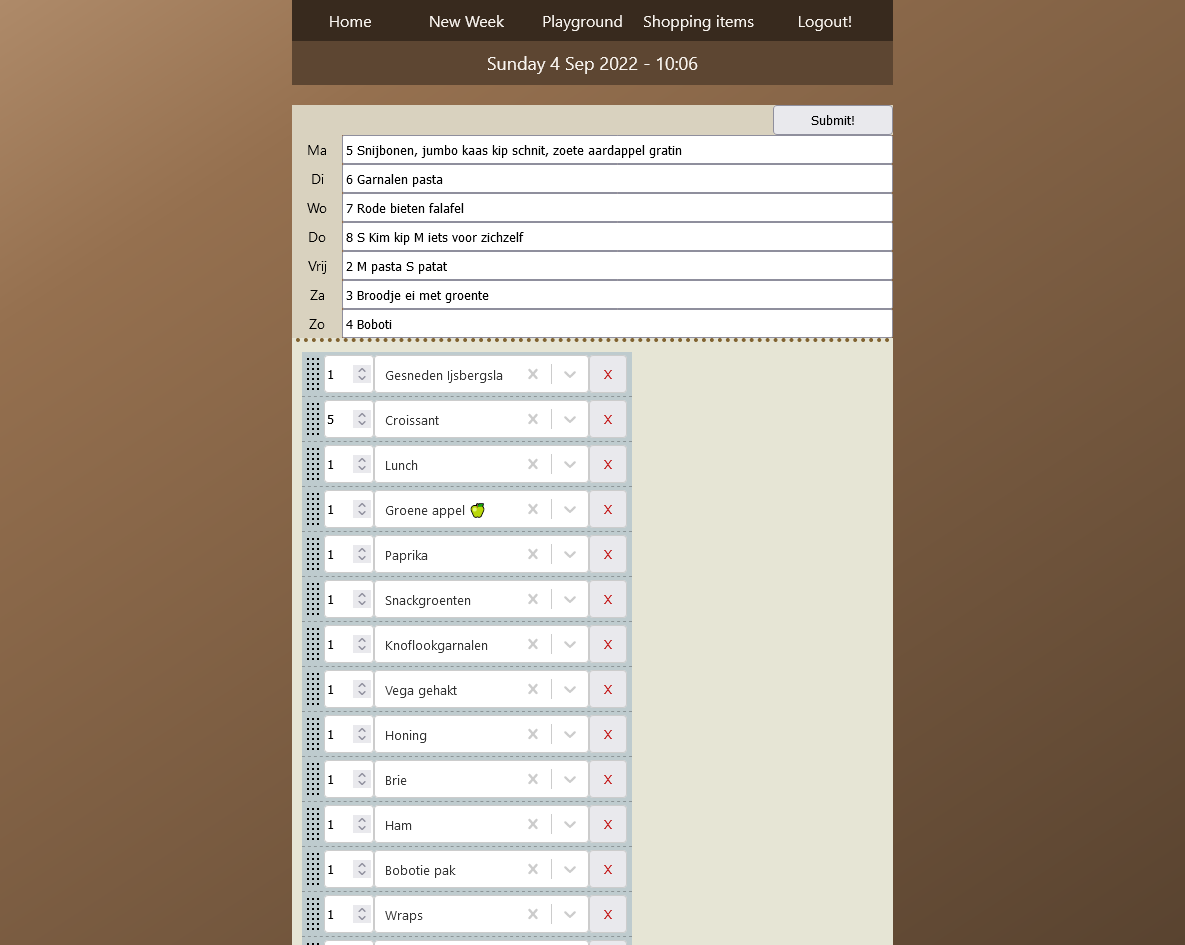 Home New Week Playground Shopping items Logout!
Sunday 4 Sep 2022 - 10:06
Submit!
Ma 5 Snijbonen, jumbo kaas kip schnit, zoete aardappel gratin
Di 6 Garnalen pasta
Wo 7 Rode bieten falafel
Do 8 S Kim kip M iets voor zichzelf
Vrij 2 M pasta S patat
Za 3 Broodje ei met groente
Zo 4 Boboti
1 Gesneden Ijsbergsla X
5 Croissant X
1 Lunch X
1 Groene appel 🍏 X
1 Paprika X
1 Snackgroenten X
1 Knoflookgarnalen X
1 Vega gehakt X
1 Honing X
1 Brie X
1 Ham X
1 Bobotie pak X
1 Wraps X